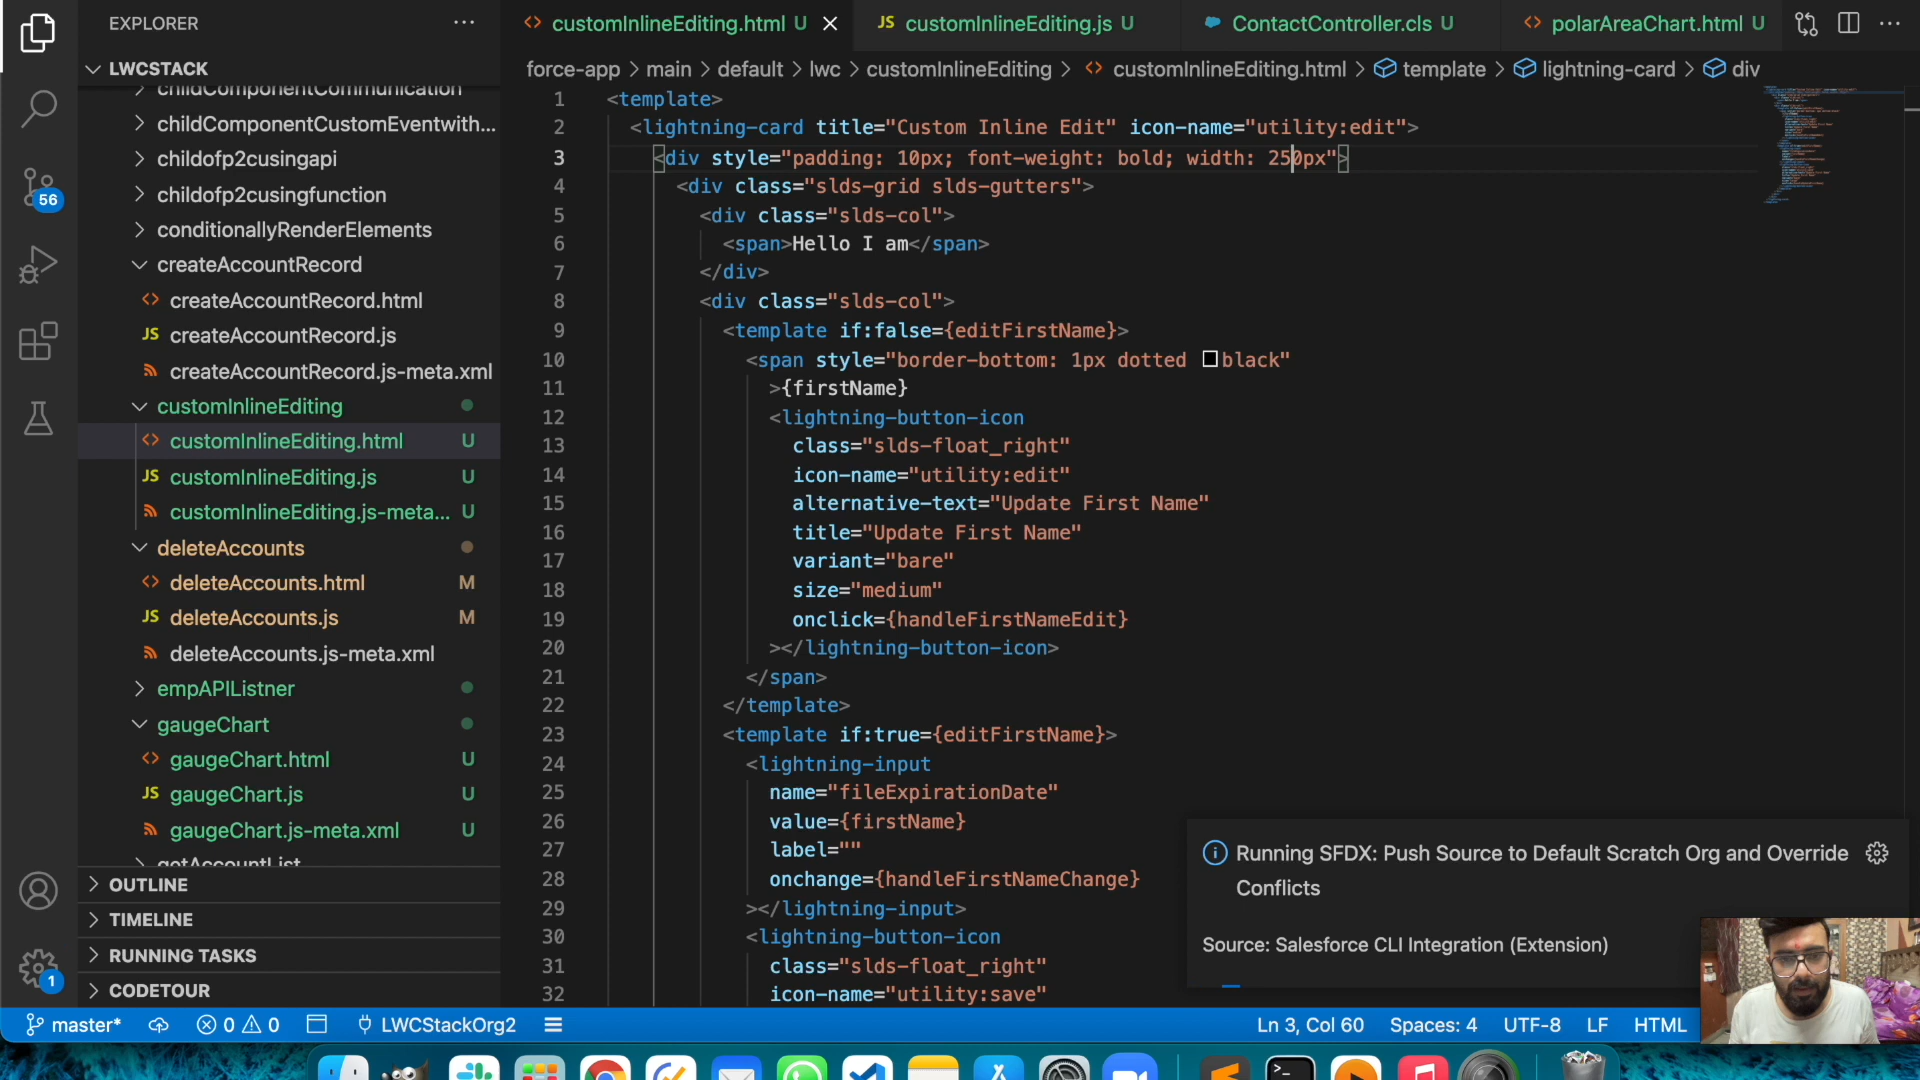 EXPLORER
LWCSTACK
childComponentCommunication
childComponentCustomEventwith...
childofp2cusingapi
childofp2cusingfunction
conditionallyRenderElements
createAccountRecord
createAccountRecord.html
JS createAccountRecord.js
createAccountRecord.js-meta.xml
customInlineEditing
customInlineEditing.html U
JS customInlineEditing.js U
customInlineEditing.js-meta... U
deleteAccounts
deleteAccounts.html M
JS deleteAccounts.js M
deleteAccounts.js-meta.xml
empAPIListner
gaugeChart
gaugeChart.html U
JS gaugeChart.js U
gaugeChart.js-meta.xml U
getAccountList
OUTLINE
TIMELINE
RUNNING TASKS
CODETOUR
56
1
customInlineEditing.html U
JS customInlineEditing.js U
ContactController.cls U
polarAreaChart.html U
force-app > main > default > lwc > customInlineEditing > customInlineEditing.html > template > lightning-card > div
1 <template>
2 <lightning-card title="Custom Inline Edit" icon-name="utility:edit">
3 <div style="padding: 10px; font-weight: bold; width: 250px">
4 <div class="slds-grid slds-gutters">
5 <div class="slds-col">
6 <span>Hello I am</span>
7 </div>
8 <div class="slds-col">
9 <template if:false={editFirstName}>
10 <span style="border-bottom: 1px dotted black"
11 >{firstName}
12 <lightning-button-icon
13 class="slds-float_right"
14 icon-name="utility:edit"
15 alternative-text="Update First Name"
16 title="Update First Name"
17 variant="bare"
18 size="medium"
19 onclick={handleFirstNameEdit}
20 ></lightning-button-icon>
21 </span>
22 </template>
23 <template if:true={editFirstName}>
24 <lightning-input
25 name="fileExpirationDate"
26 value={firstName}
27 label=""
28 onchange={handleFirstNameChange}
29 ></lightning-input>
30 <lightning-button-icon
31 class="slds-float_right"
32 icon-name="utility:save"
Running SFDX: Push Source to Default Scratch Org and Override
Conflicts
Source: Salesforce CLI Integration (Extension)
master* 0 0 LWCStackOrg2 Ln 3, Col 60 Spaces: 4 UTF-8 LF HTML